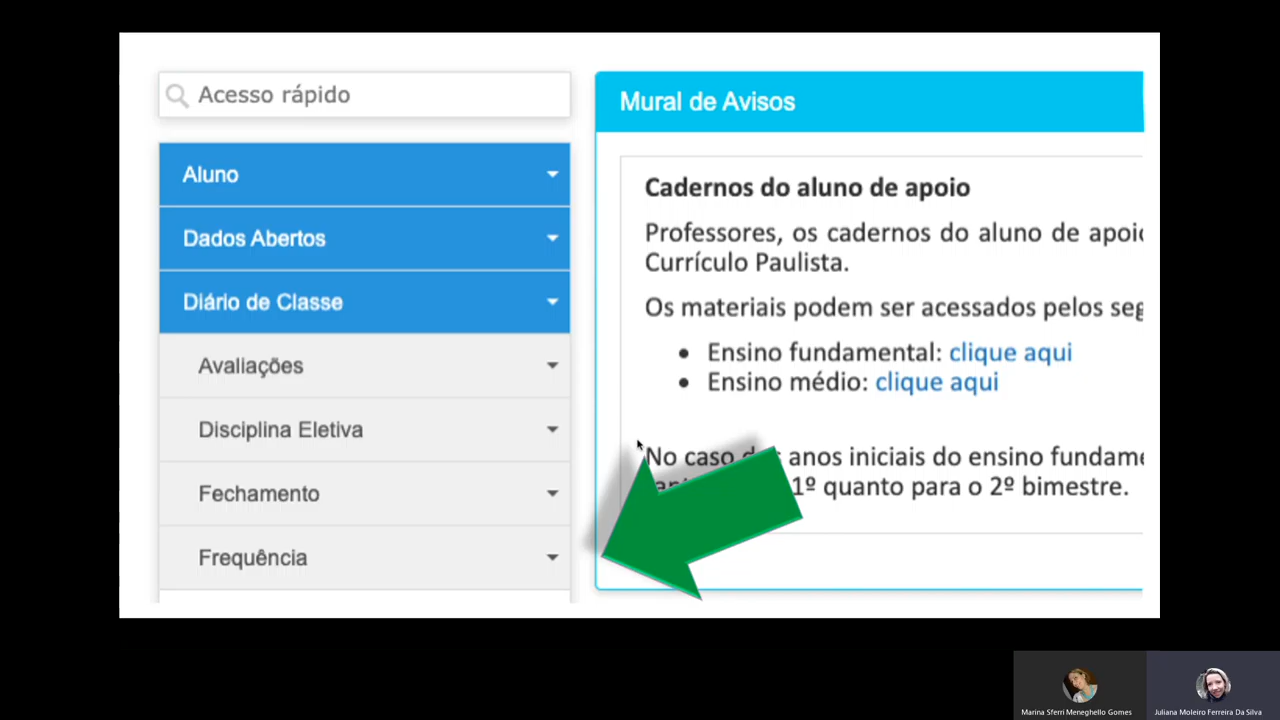 Acesso rápido
Aluno
Dados Abertos
Diário de Classe
Avaliações
Disciplina Eletiva
Fechamento
Frequência
Mural de Avisos
Cadernos do aluno de apoio
Professores, os cadernos do aluno de apoio
Currículo Paulista.
Os materiais podem ser acessados pelos seg
Ensino fundamental: clique aqui
Ensino médio: clique aqui
No caso dos anos iniciais do ensino fundame
1º quanto para o 2º bimestre.
Marina Sferri Meneghello Gomes
Juliana Moleiro Ferreira Da Silva